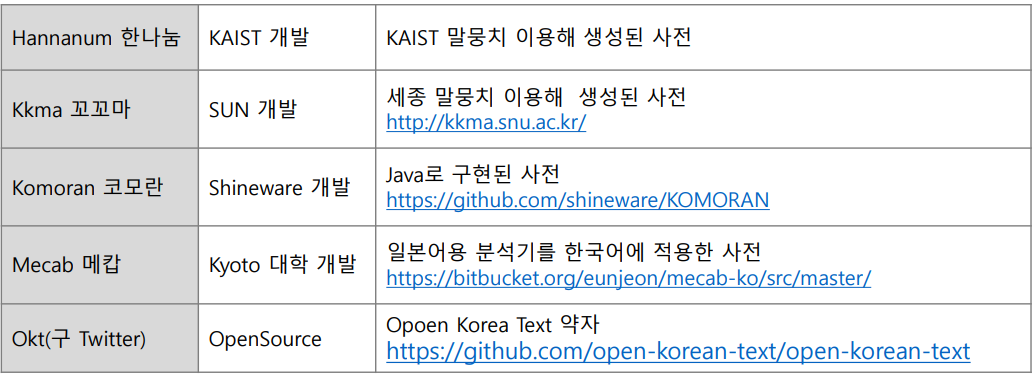 Hannanum 한나눔
KAIST 개발
KAIST 말뭉치 이용해 생성된 사전
Kkma 꼬꼬마
SUN 개발
세종 말뭉치 이용해 생성된 사전
http://kkma.snu.ac.kr/
Komoran 코모란
Shineware 개발
Java로 구현된 사전
https://github.com/shineware/KOMORAN
Mecab 메캅
Kyoto 대학 개발
일본어용 분석기를 한국어에 적용한 사전
https://bitbucket.org/eunjeon/mecab-ko/src/master/
Okt(구 Twitter)
OpenSource
Opoen Korea Text 약자
https://github.com/open-korean-text/open-korean-text